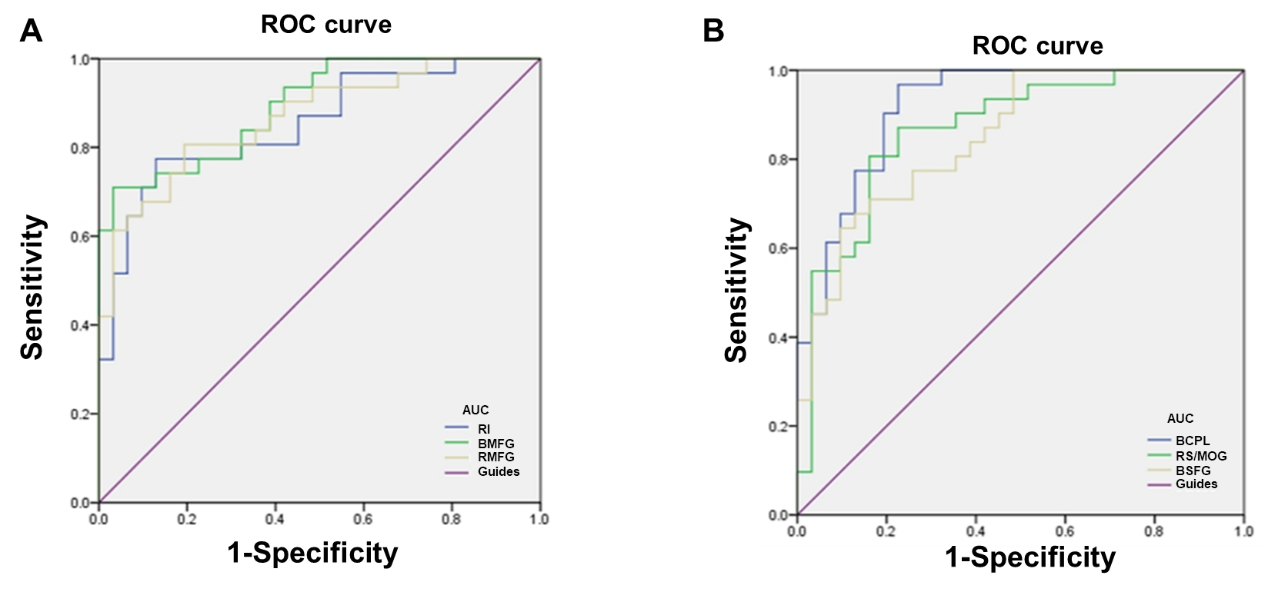 A
ROC curve
Sensitivity
1.0
0.8
0.6
0.4
0.2
0.0
AUC
RI
BMFG
RMFG
Guides
0.0 0.2 0.4 0.6 0.8 1.0
1-Specificity
B
ROC curve
Sensitivity
1.0
0.8
0.6
0.4
0.2
0.0
AUC
BCPL
RS/MOG
BSFG
Guides
0.0 0.2 0.4 0.6 0.8 1.0
1-Specificity